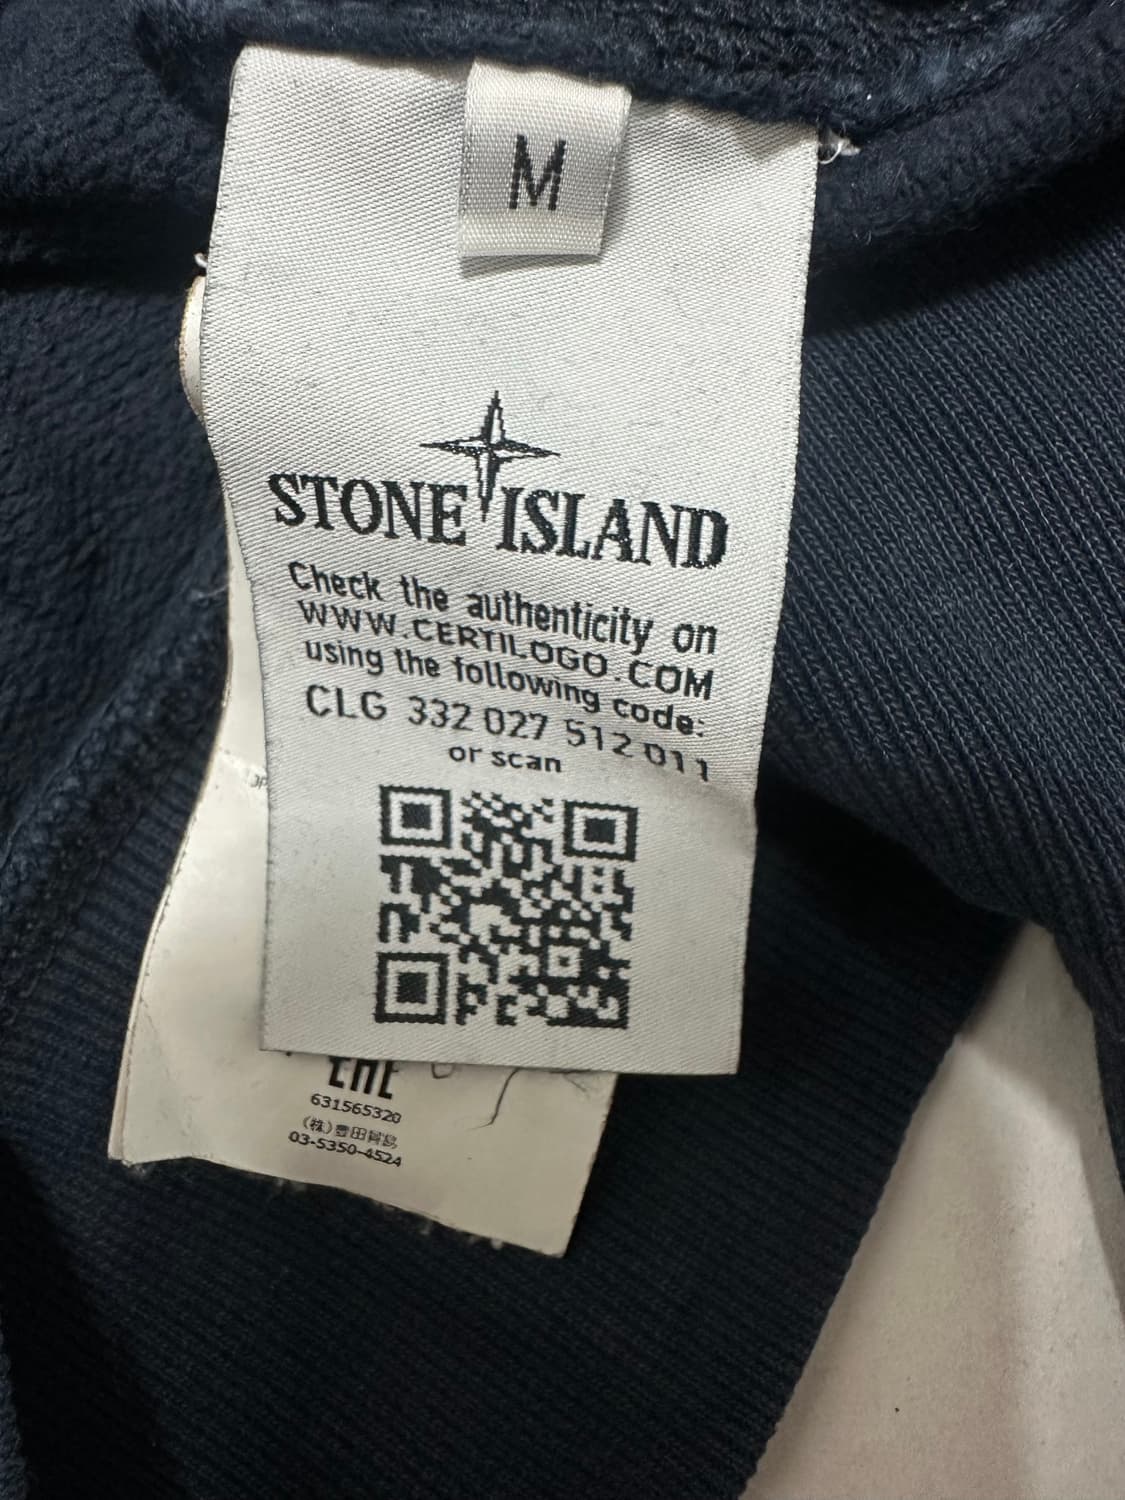 M
STONE ISLAND
Check the authenticity on
WWW.CERTILOGO.COM
using the following code:
CLG 332 027 512 011
or scan
EAC
631565320
(株)豊田貿易
03-5350-4524